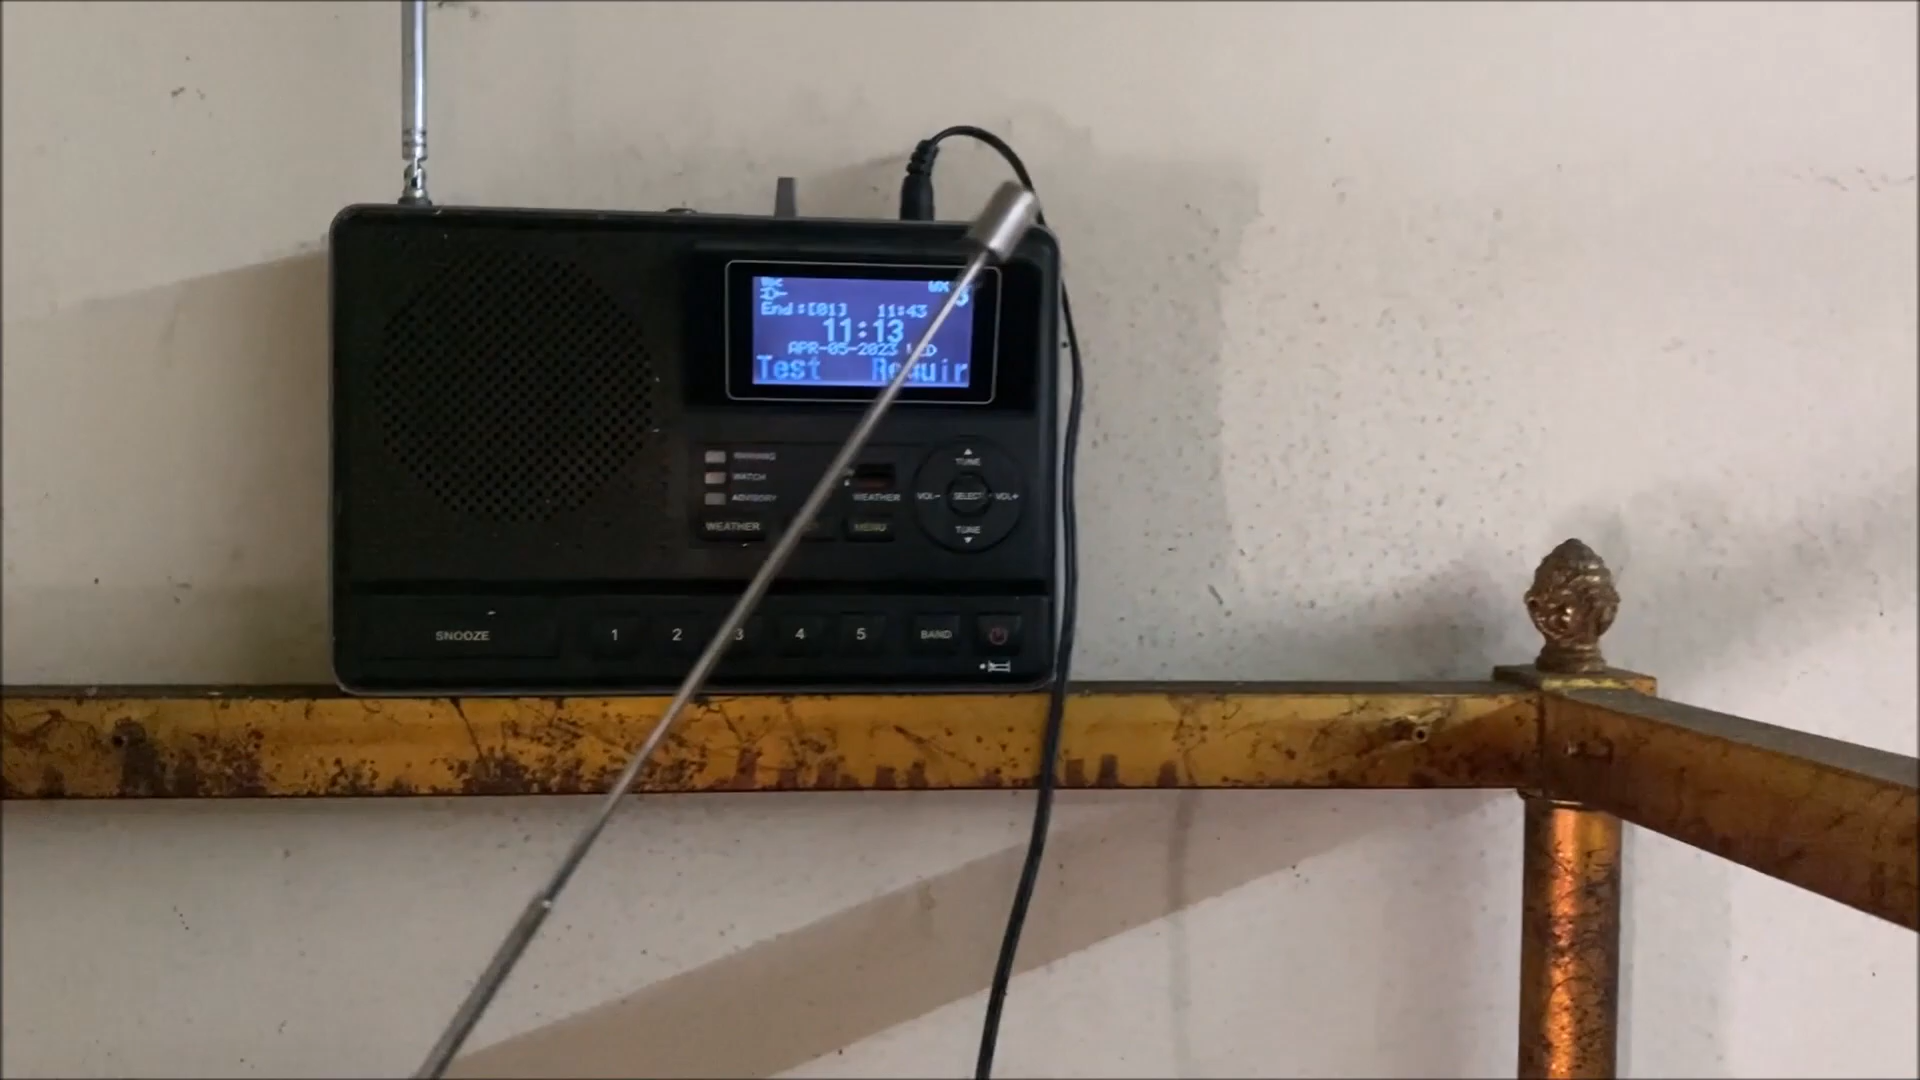 End:[01] 11:43
11:13
APR-05-2023
Test Requir
WARNING
WATCH
ADVISORY
WEATHER
WEATHER
MENU
TUNE
VOL- SELECT VOL+
TUNE
SNOOZE 1 2 3 4 5 BAND